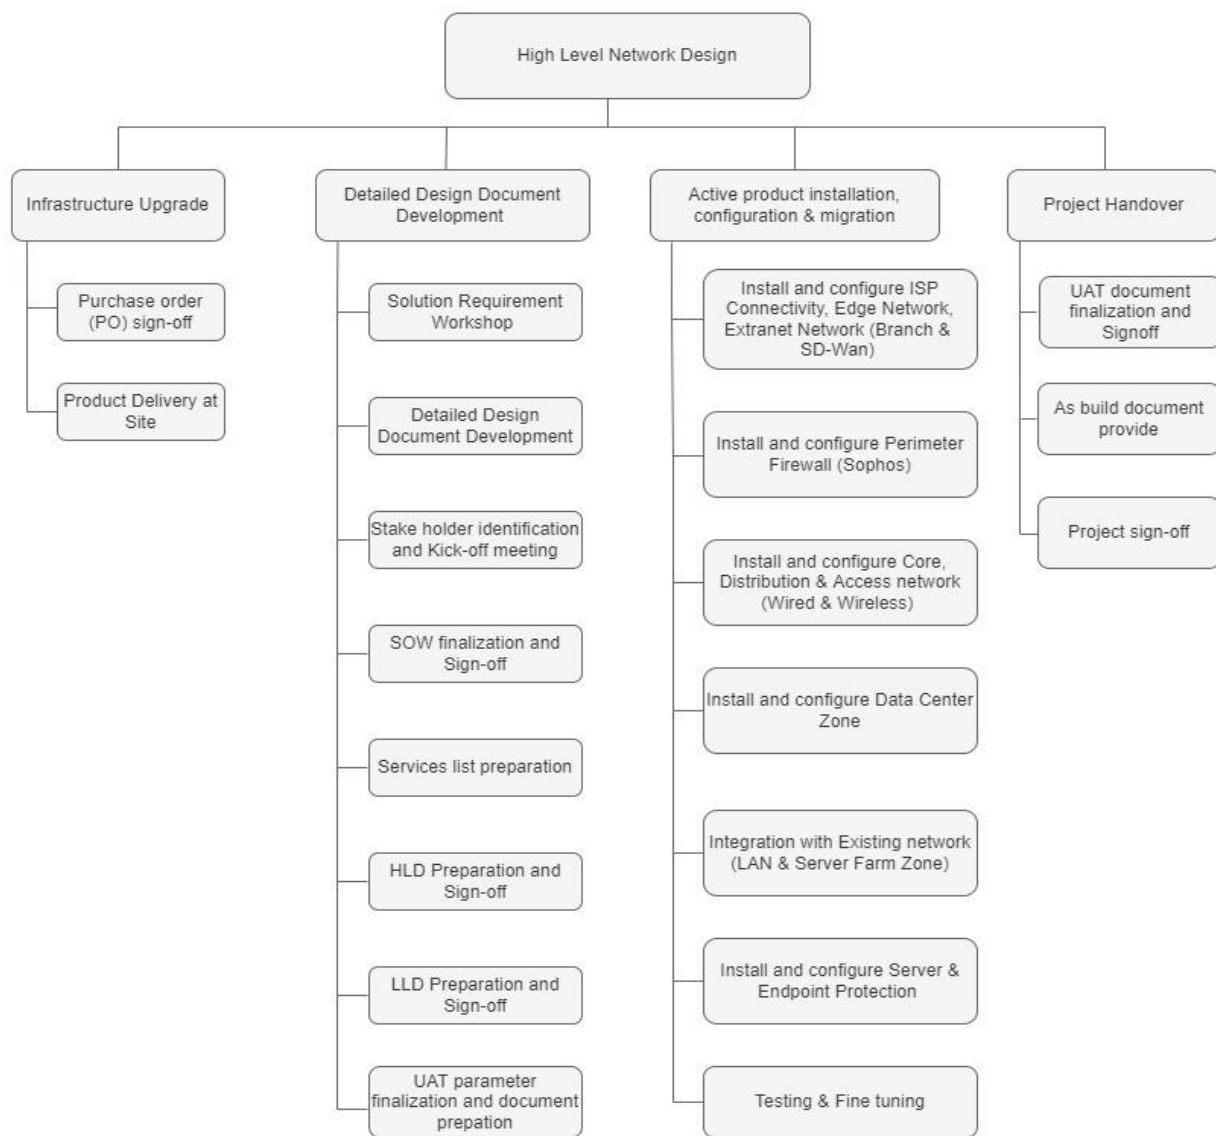 High Level Network Design
Infrastructure Upgrade
Purchase order
(PO) sign-off
Product Delivery at
Site
Detailed Design Document
Development
Solution Requirement
Workshop
Detailed Design
Document Development
Stake holder identification
and Kick-off meeting
SOW finalization and
Sign-off
Services list preparation
HLD Preparation and
Sign-off
LLD Preparation and
Sign-off
UAT parameter
finalization and document
prepation
Active product installation,
configuration & migration
Install and configure ISP
Connectivity, Edge Network,
Extranet Network (Branch &
SD-Wan)
Install and configure Perimeter
Firewall (Sophos)
Install and configure Core,
Distribution & Access network
(Wired & Wireless)
Install and configure Data Center
Zone
Integration with Existing network
(LAN & Server Farm Zone)
Install and configure Server &
Endpoint Protection
Testing & Fine tuning
Project Handover
UAT document
finalization and
Signoff
As build document
provide
Project sign-off